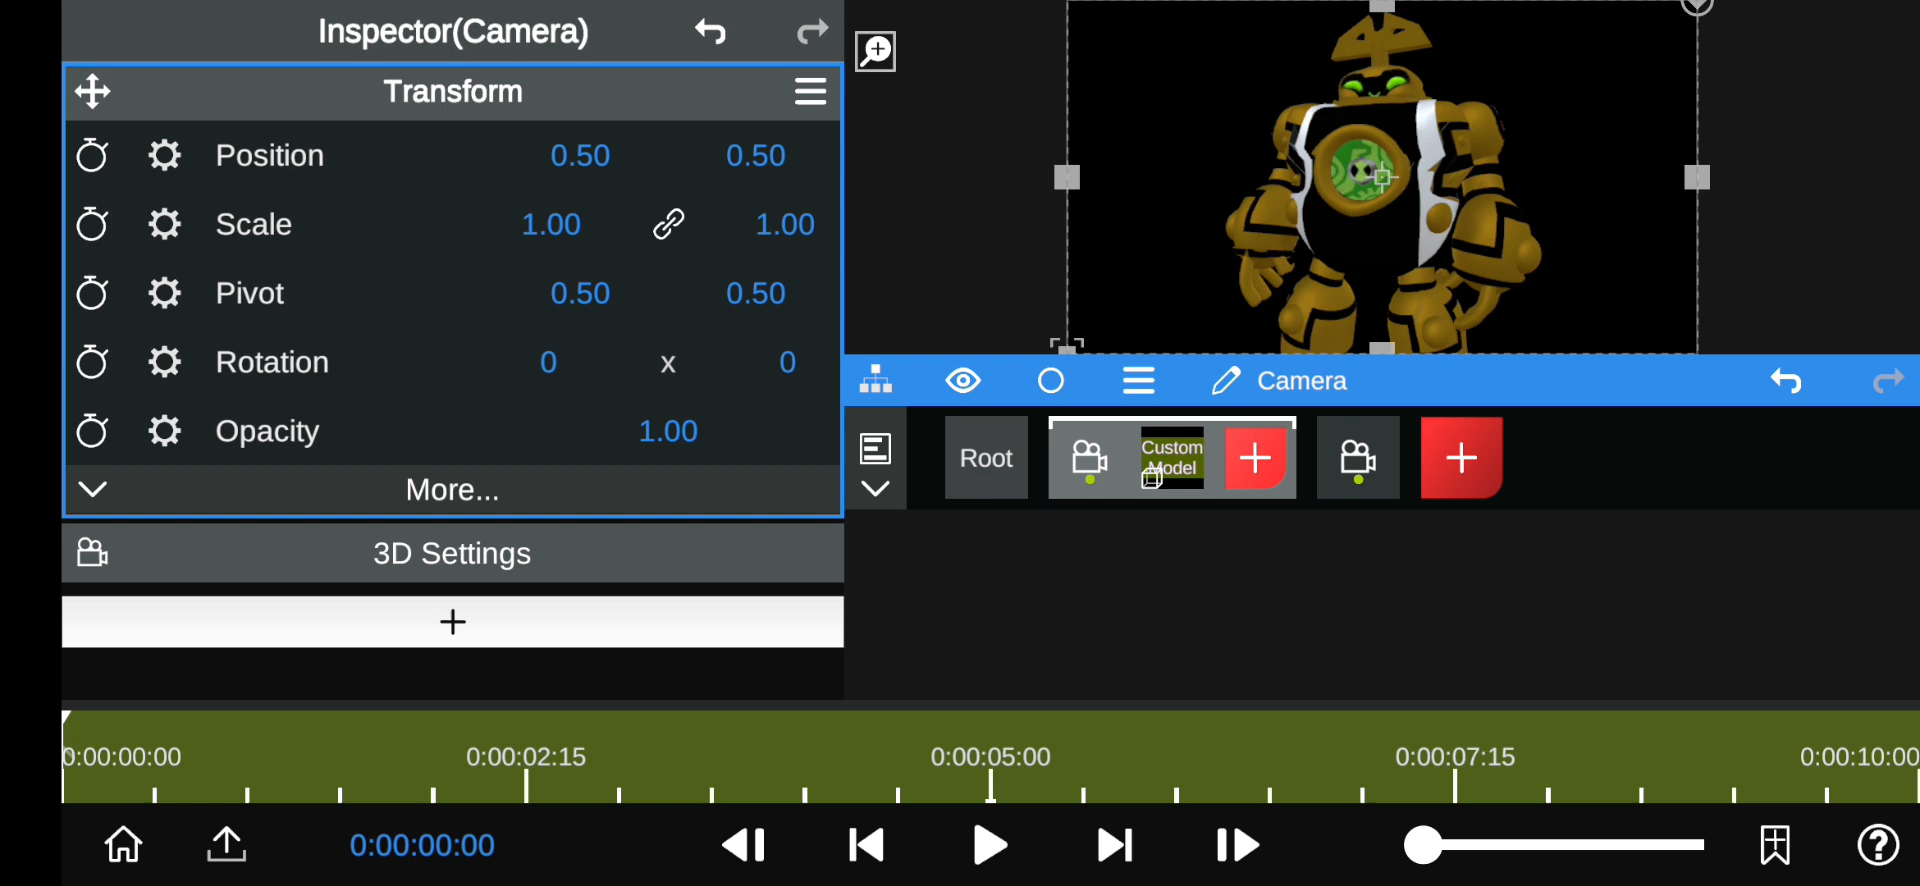 Inspector(Camera)
Transform
Position 0.50 0.50
Scale 1.00 1.00
Pivot 0.50 0.50
Rotation 0 x 0
Opacity 1.00
More...
3D Settings
Camera
Root
Custom
Model
0:00:00:00 0:00:02:15 0:00:05:00 0:00:07:15 0:00:10:00
0:00:00:00